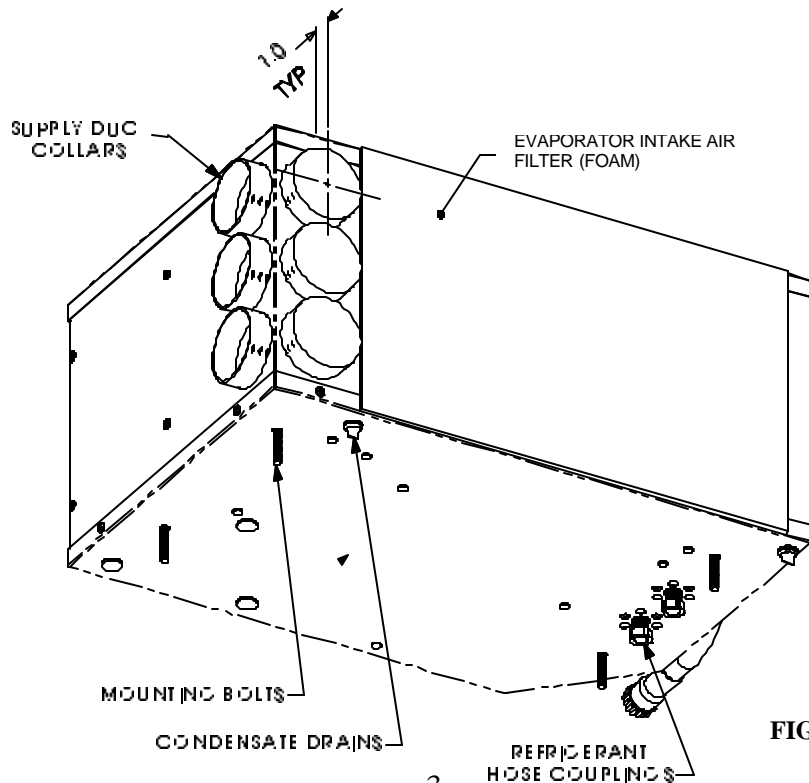 1.0
TYP
SUPPLY DUC
COLLARS
EVAPORATOR INTAKE AIR
FILTER (FOAM)
MOUNTING BOLTS
CONDENSATE DRAINS
REFRIGERANT
HOSE COUPLINGS
FIG